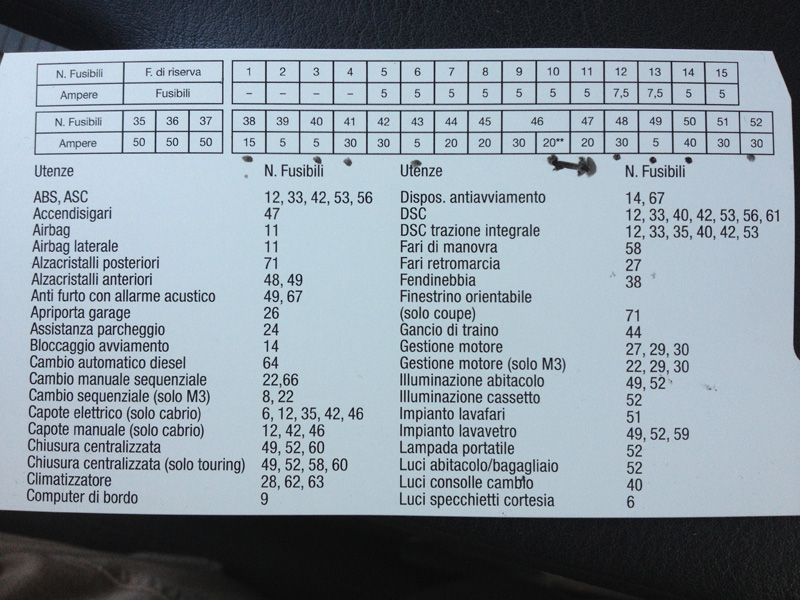 N. Fusibili F. di riserva 1 2 3 4 5 6 7 8 9 10 11 12 13 14 15
Ampere Fusibili – – – – 5 5 5 5 5 5 5 7,5 7,5 5 5
N. Fusibili 35 36 37 38 39 40 41 42 43 44 45 46 47 48 49 50 51 52
Ampere 50 50 50 15 5 5 30 30 5 20 20 30 20** 20 30 5 40 30 30
Utenze N. Fusibili
ABS, ASC 12, 33, 42, 53, 56
Accendisigari 47
Airbag 11
Airbag laterale 11
Alzacristalli posteriori 71
Alzacristalli anteriori 48, 49
Anti furto con allarme acustico 49, 67
Apriporta garage 26
Assistanza parcheggio 24
Bloccaggio avviamento 14
Cambio automatico diesel 64
Cambio manuale sequenziale 22,66
Cambio sequenziale (solo M3) 8, 22
Capote elettrico (solo cabrio) 6, 12, 35, 42, 46
Capote manuale (solo cabrio) 12, 42, 46
Chiusura centralizzata 49, 52, 60
Chiusura centralizzata (solo touring) 49, 52, 58, 60
Climatizzatore 28, 62, 63
Computer di bordo 9
Utenze N. Fusibili
Dispos. antiavviamento 14, 67
DSC 12, 33, 40, 42, 53, 56, 61
DSC trazione integrale 12, 33, 35, 40, 42, 53
Fari di manovra 58
Fari retromarcia 27
Fendinebbia 38
Finestrino orientabile
(solo coupe) 71
Gancio di traino 44
Gestione motore 27, 29, 30
Gestione motore (solo M3) 22, 29, 30
Illuminazione abitacolo 49, 52
Illuminazione cassetto 52
Impianto lavafari 51
Impianto lavavetro 49, 52, 59
Lampada portatile 52
Luci abitacolo/bagagliaio 52
Luci consolle cambio 40
Luci specchietti cortesia 6